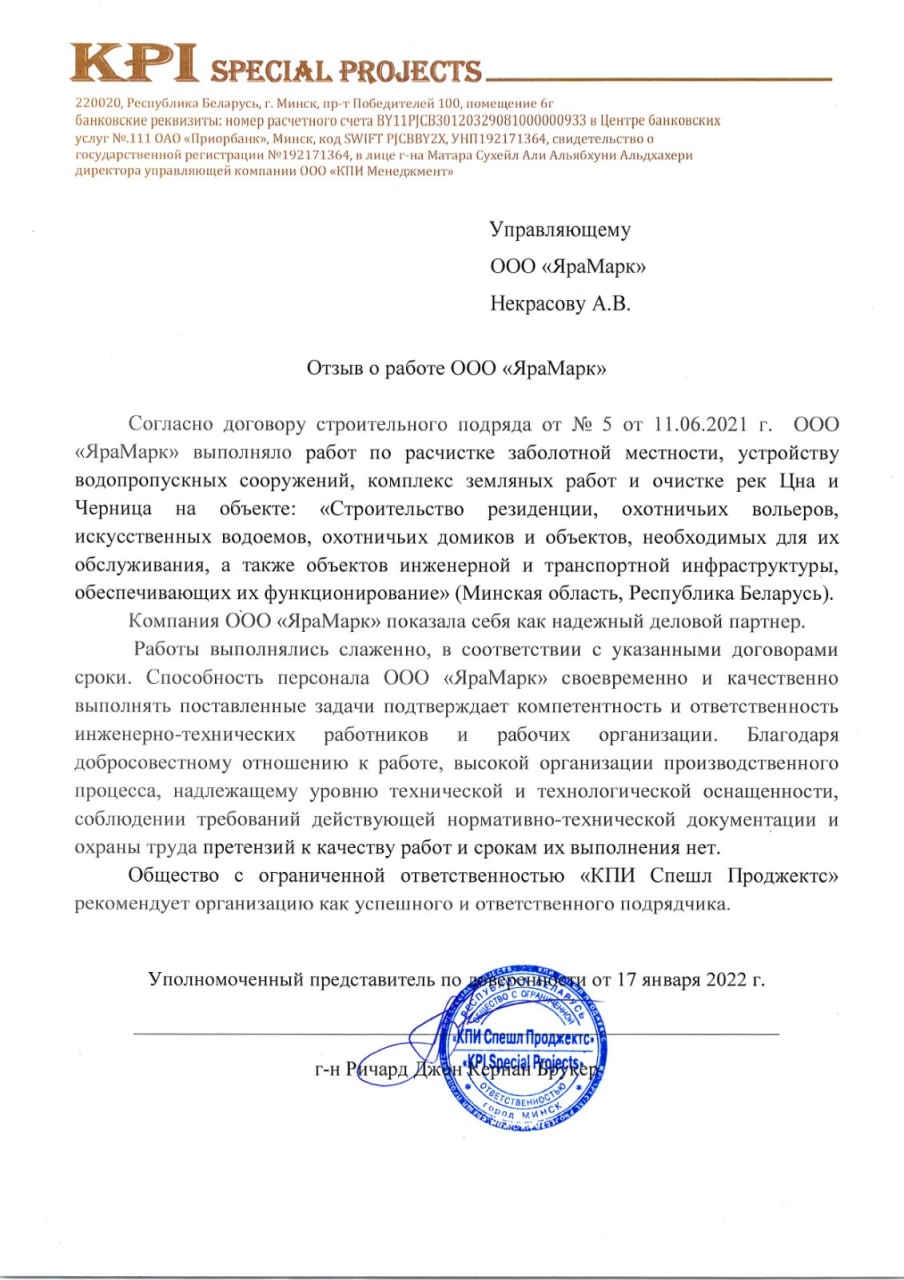 KPI SPECIAL PROJECTS
220020, Республика Беларусь, г. Минск, пр-т Победителей 100, помещение 6г
банковские реквизиты: номер расчетного счета BY11PJCB30120329081000000933 в Центре банковских
услуг №.111 ОАО «Приорбанк», Минск, код SWIFT PJCBBY2X, УНП192171364, свидетельство о
государственной регистрации №192171364, в лице г-на Матара Сухейл Али Альябхуни Альдхахери
директора управляющей компании ООО «КПИ Менеджмент»
Управляющему
ООО «ЯраМарк»
Некрасову А.В.
Отзыв о работе ООО «ЯраМарк»
Согласно договору строительного подряда от № 5 от 11.06.2021 г. ООО
«ЯраМарк» выполняло работ по расчистке заболотной местности, устройству
водопропускных сооружений, комплекс земляных работ и очистке рек Цна и
Черница на объекте: «Строительство резиденции, охотничьих вольеров,
искусственных водоемов, охотничьих домиков и объектов, необходимых для их
обслуживания, а также объектов инженерной и транспортной инфраструктуры,
обеспечивающих их функционирование» (Минская область, Республика Беларусь).
Компания ООО «ЯраМарк» показала себя как надежный деловой партнер.
Работы выполнялись слаженно, в соответствии с указанными договорами
сроки. Способность персонала ООО «ЯраМарк» своевременно и качественно
выполнять поставленные задачи подтверждает компетентность и ответственность
инженерно-технических работников и рабочих организации. Благодаря
добросовестному отношению к работе, высокой организации производственного
процесса, надлежащему уровню технической и технологической оснащенности,
соблюдении требований действующей нормативно-технической документации и
охраны труда претензий к качеству работ и срокам их выполнения нет.
Общество с ограниченной ответственностью «КПИ Спешл Проджектс»
рекомендует организацию как успешного и ответственного подрядчика.
Уполномоченный представитель по доверенности от 17 января 2022 г.
РЕСПУБЛИКА БЕЛАРУСЬ
ОБЩЕСТВО С ОГРАНИЧЕННОЙ
«КПИ Спешл Проджектс»
«KPI Special Projects»
ОТВЕТСТВЕННОСТЬЮ
город МИНСК
г-н Ричард Джон Кернан Брукер